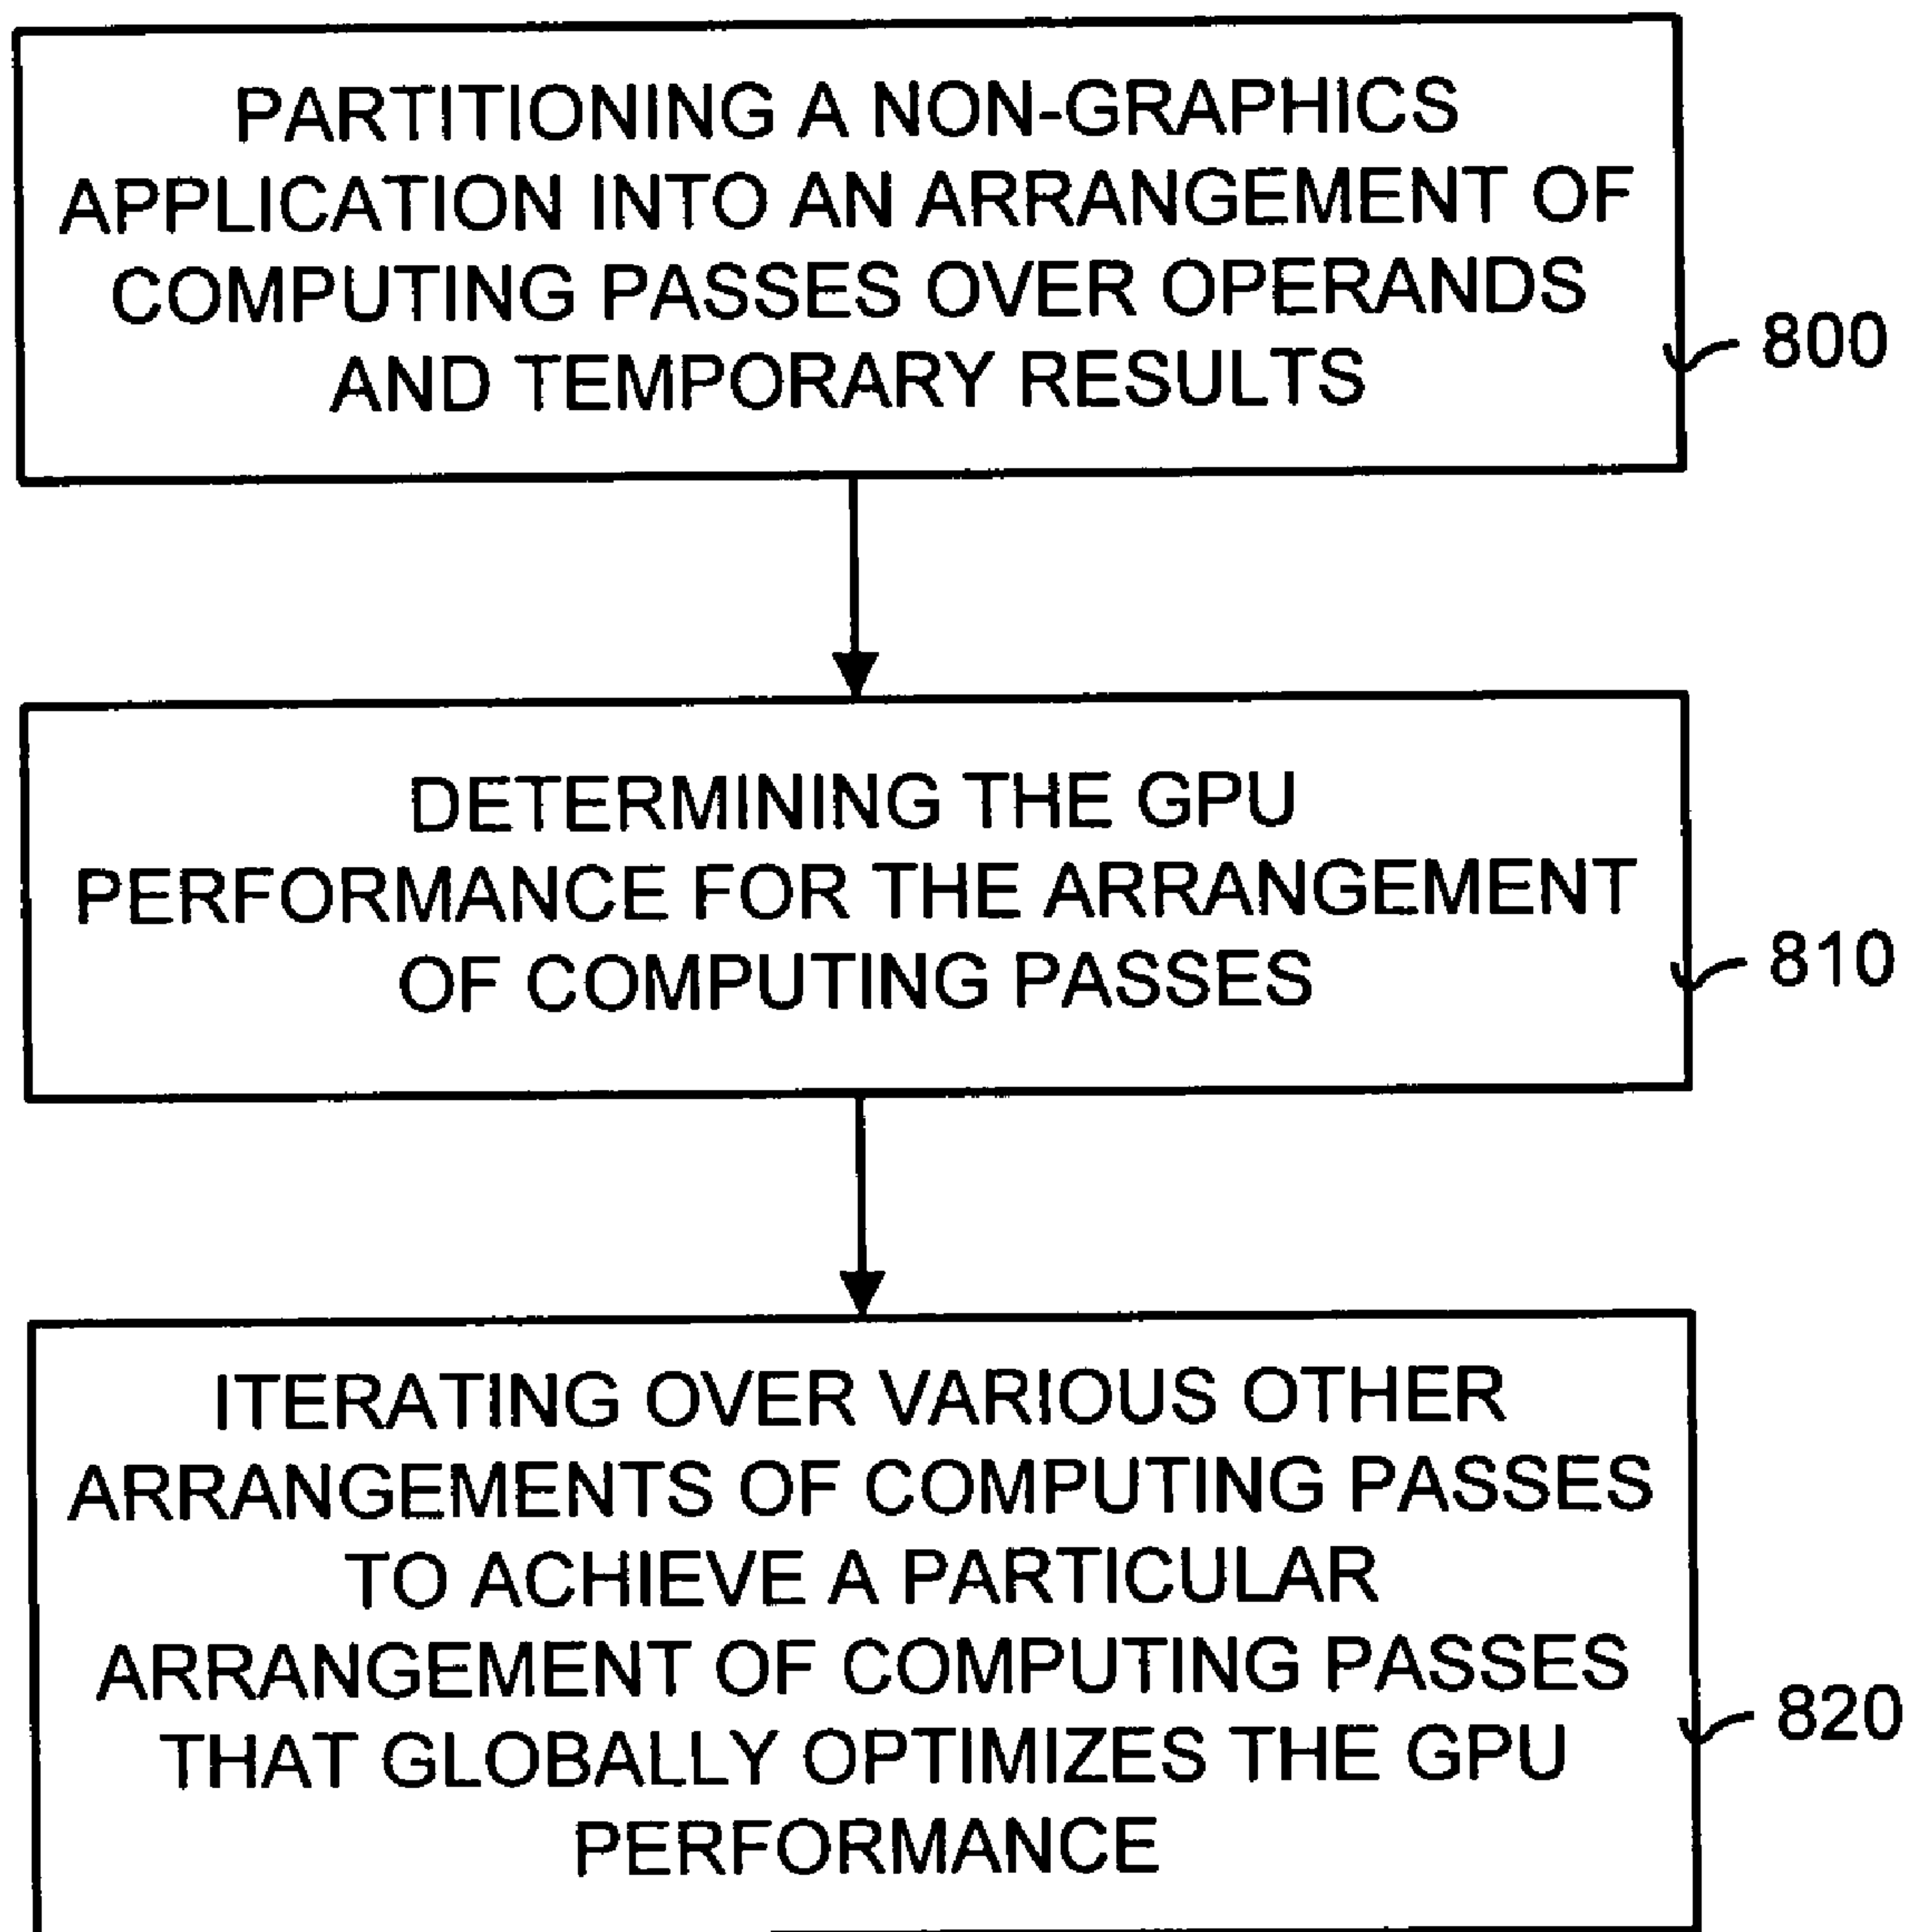 PARTITIONING A NON-GRAPHICS
APPLICATION INTO AN ARRANGEMENT OF
COMPUTING PASSES OVER OPERANDS
AND TEMPORARY RESULTS
800
DETERMINING THE GPU
PERFORMANCE FOR THE ARRANGEMENT
OF COMPUTING PASSES
810
ITERATING OVER VARIOUS OTHER
ARRANGEMENTS OF COMPUTING PASSES
TO ACHIEVE A PARTICULAR
ARRANGEMENT OF COMPUTING PASSES
THAT GLOBALLY OPTIMIZES THE GPU
PERFORMANCE
820